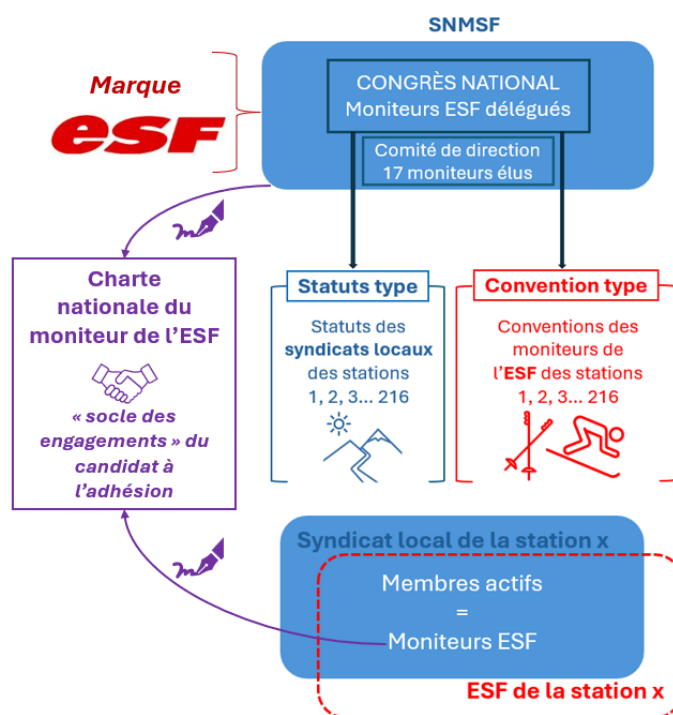 SNMSF
Marque
esf
CONGRÈS NATIONAL
Moniteurs ESF délégués
Comité de direction
17 moniteurs élus
Charte
nationale du
moniteur de l’ESF
« socle des
engagements » du
candidat à
l’adhésion
Statuts type
Statuts des
syndicats locaux
des stations
1, 2, 3... 216
Convention type
Conventions des
moniteurs de
l’ESF des stations
1, 2, 3... 216
Syndicat local de la station x
Membres actifs
=
Moniteurs ESF
ESF de la station x